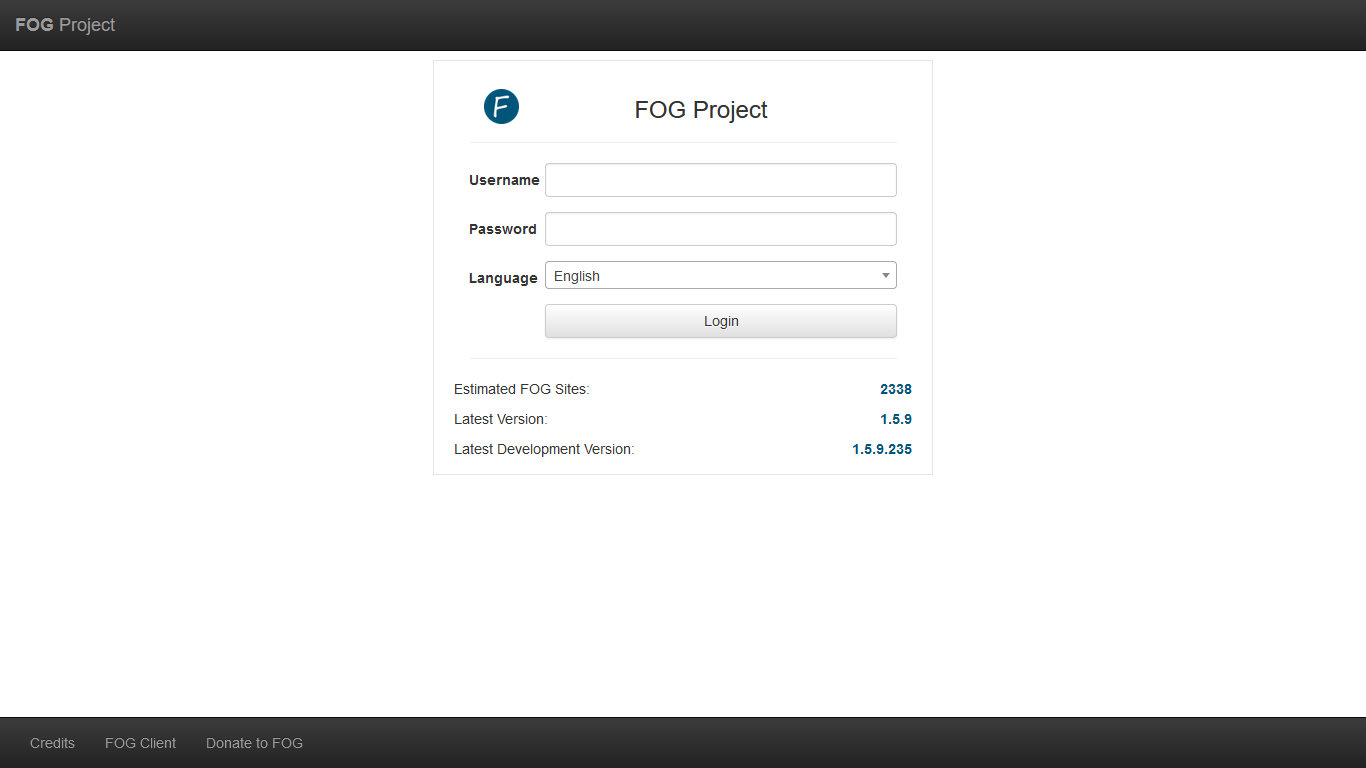 FOG Project
F
FOG Project
Username
Password
Language English
Login
Estimated FOG Sites: 2338
Latest Version: 1.5.9
Latest Development Version: 1.5.9.235
Credits FOG Client Donate to FOG